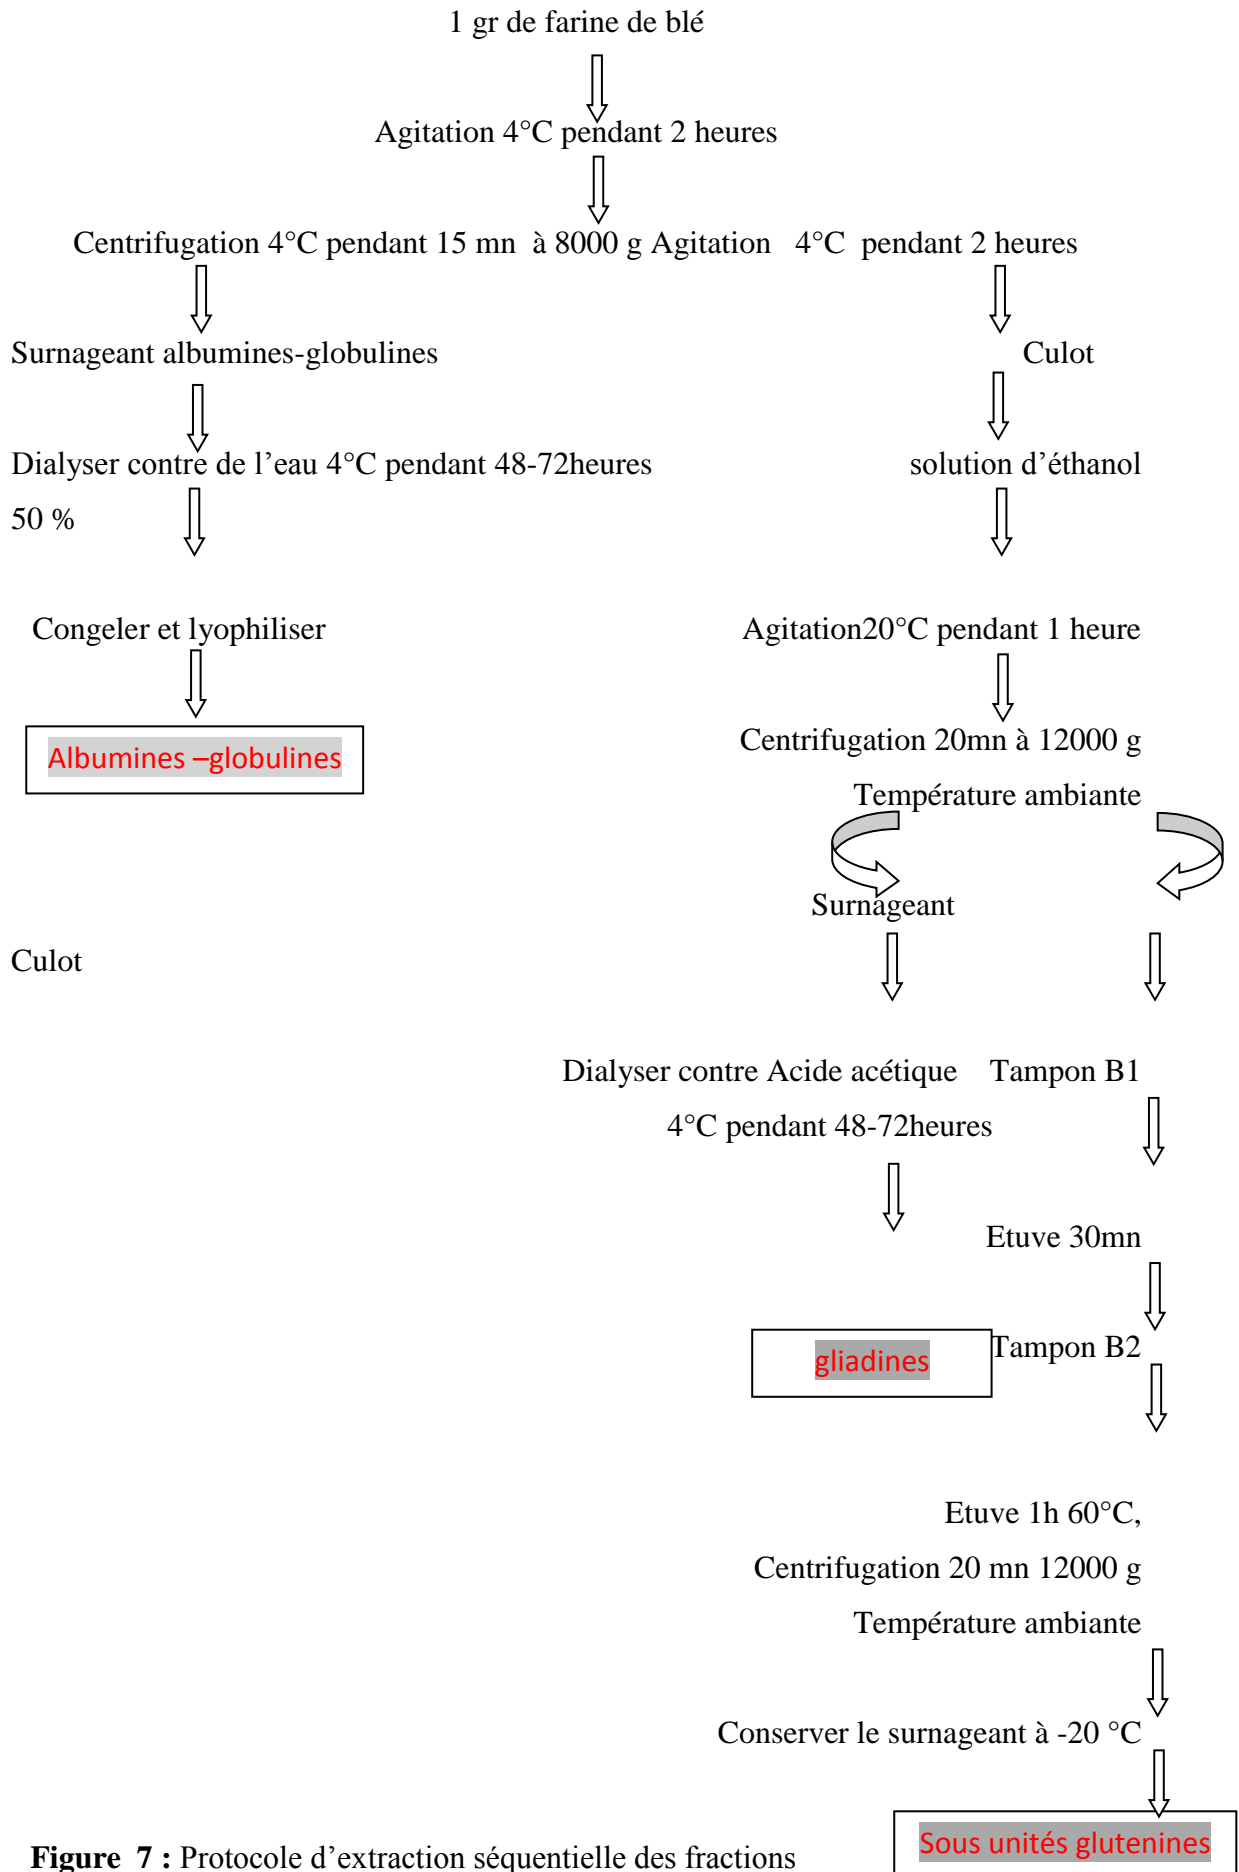 1 gr de farine de blé
Agitation 4°C pendant 2 heures
Centrifugation 4°C pendant 15 mn à 8000 g Agitation 4°C pendant 2 heures
Surnageant albumines-globulines Culot
Dialyser contre de l’eau 4°C pendant 48-72heures solution d’éthanol
50 %
Congeler et lyophiliser Agitation20°C pendant 1 heure
Albumines –globulines
Centrifugation 20mn à 12000 g
Température ambiante
Surnageant
Culot
Dialyser contre Acide acétique Tampon B1
4°C pendant 48-72heures
Etuve 30mn
gliadines Tampon B2
Etuve 1h 60°C,
Centrifugation 20 mn 12000 g
Température ambiante
Conserver le surnageant à -20 °C
Sous unités glutenines
Figure 7 : Protocole d’extraction séquentielle des fractions